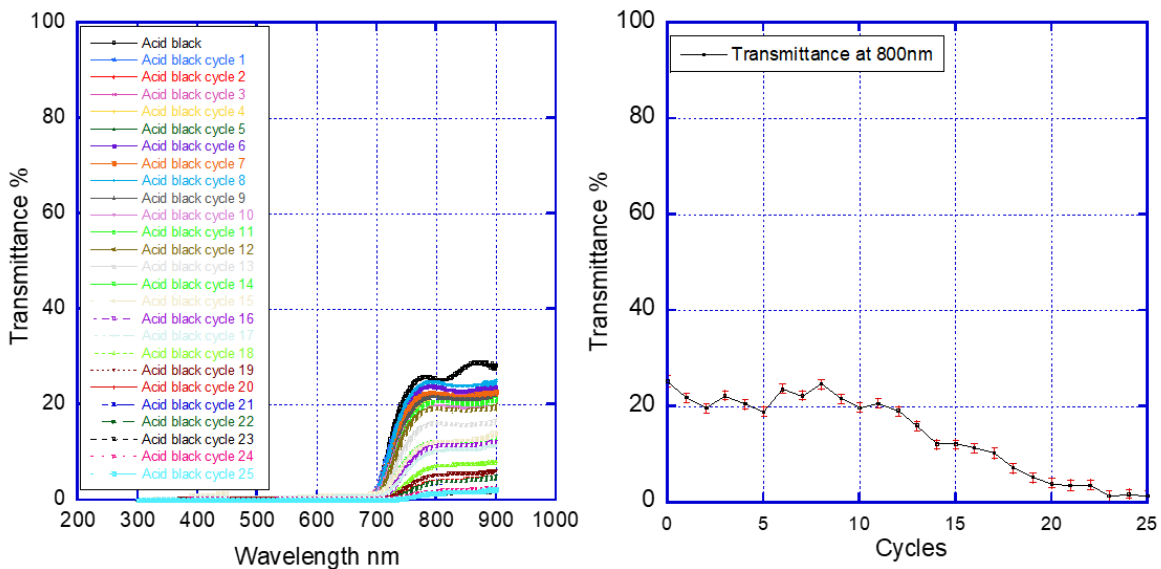 100
80
60
40
20
0
Transmittance %
Acid black
Acid black cycle 1
Acid black cycle 2
Acid black cycle 3
Acid black cycle 4
Acid black cycle 5
Acid black cycle 6
Acid black cycle 7
Acid black cycle 8
Acid black cycle 9
Acid black cycle 10
Acid black cycle 11
Acid black cycle 12
Acid black cycle 13
Acid black cycle 14
Acid black cycle 15
Acid black cycle 16
Acid black cycle 17
Acid black cycle 18
Acid black cycle 19
Acid black cycle 20
Acid black cycle 21
Acid black cycle 22
Acid black cycle 23
Acid black cycle 24
Acid black cycle 25
200 300 400 500 600 700 800 900 1000
Wavelength nm
100
80
60
40
20
0
Transmittance %
Transmittance at 800nm
0 5 10 15 20 25
Cycles